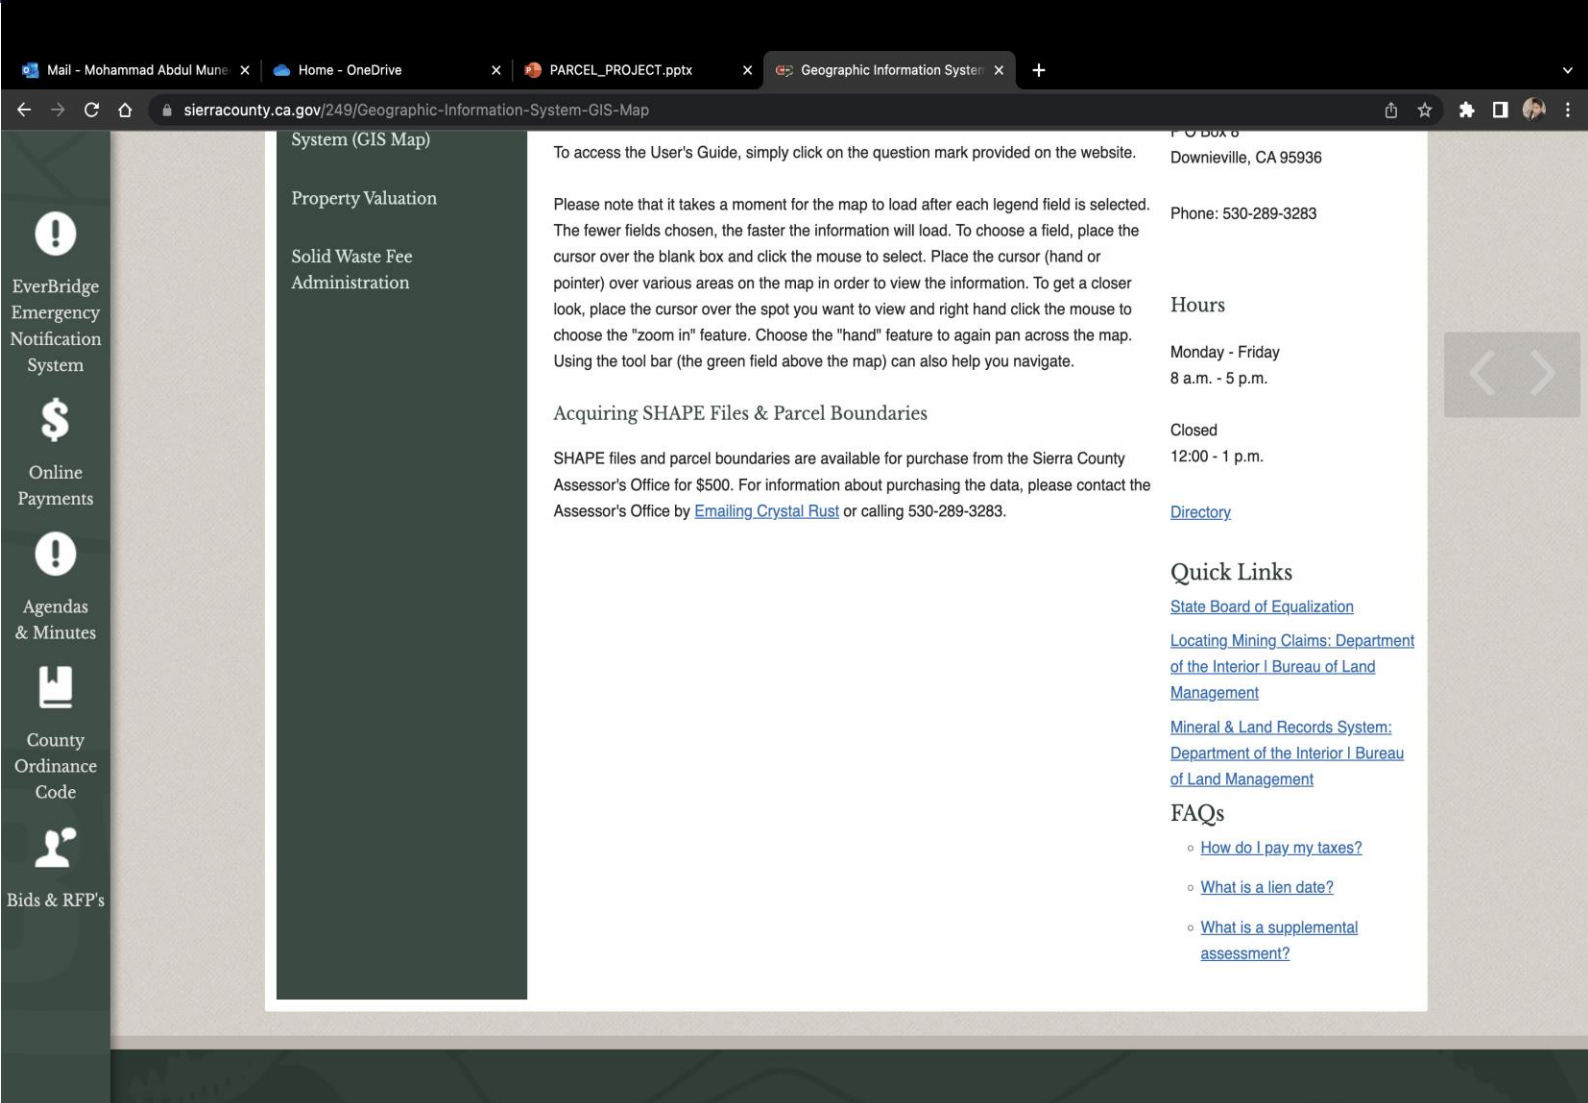 Mail - Mohammad Abdul Mune
Home - OneDrive
PARCEL_PROJECT.pptx
Geographic Information System
sierracounty.ca.gov/249/Geographic-Information-System-GIS-Map
EverBridge
Emergency
Notification
System
$
Online
Payments
Agendas
& Minutes
County
Ordinance
Code
Bids & RFP's
System (GIS Map)
Property Valuation
Solid Waste Fee
Administration
To access the User's Guide, simply click on the question mark provided on the website.
Please note that it takes a moment for the map to load after each legend field is selected.
The fewer fields chosen, the faster the information will load. To choose a field, place the
cursor over the blank box and click the mouse to select. Place the cursor (hand or
pointer) over various areas on the map in order to view the information. To get a closer
look, place the cursor over the spot you want to view and right hand click the mouse to
choose the "zoom in" feature. Choose the "hand" feature to again pan across the map.
Using the tool bar (the green field above the map) can also help you navigate.
Acquiring SHAPE Files & Parcel Boundaries
SHAPE files and parcel boundaries are available for purchase from the Sierra County
Assessor's Office for $500. For information about purchasing the data, please contact the
Assessor's Office by Emailing Crystal Rust or calling 530-289-3283.
P O Box 8
Downieville, CA 95936
Phone: 530-289-3283
Hours
Monday - Friday
8 a.m. - 5 p.m.
Closed
12:00 - 1 p.m.
Directory
Quick Links
State Board of Equalization
Locating Mining Claims: Department
of the Interior | Bureau of Land
Management
Mineral & Land Records System:
Department of the Interior | Bureau
of Land Management
FAQs
How do I pay my taxes?
What is a lien date?
What is a supplemental
assessment?